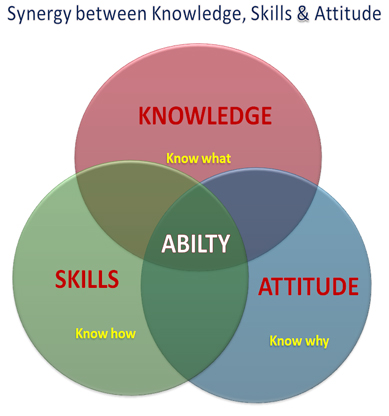 Synergy between Knowledge, Skills & Attitude
KNOWLEDGE
Know what
ABILTY
SKILLS
ATTITUDE
Know how
Know why